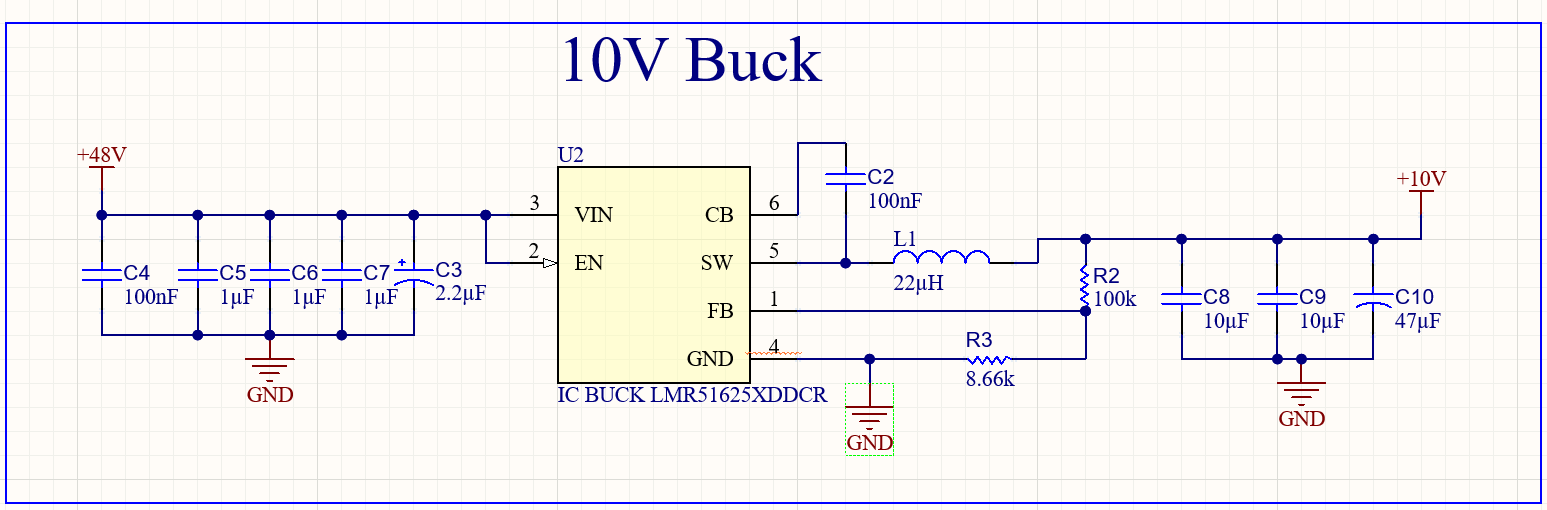 10V Buck
+48V
C4
100nF
C5
1µF
C6
1µF
C7
1µF
C3
2.2µF
GND
U2
3
VIN
2
EN
CB
6
SW
5
FB
1
GND
4
IC BUCK LMR51625XDDCR
C2
100nF
L1
22µH
R2
100k
R3
8.66k
GND
+10V
C8
10µF
C9
10µF
C10
47µF
GND